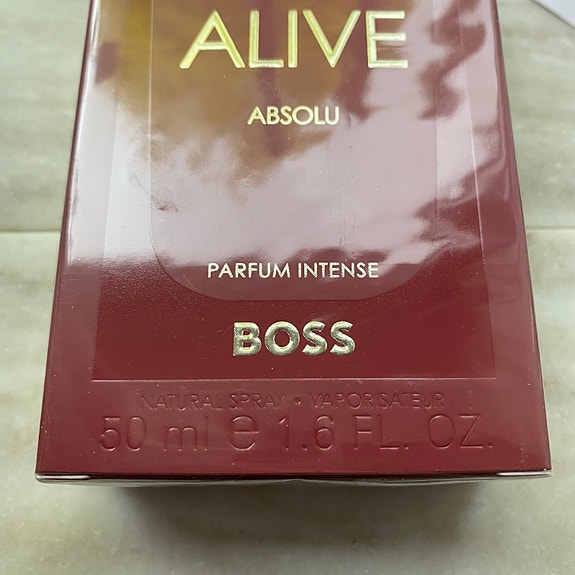 ALIVE
ABSOLU
PARFUM INTENSE
BOSS
NATURAL SPRAY • VAPORISATEUR
50 ml e 1.6 FL. OZ.